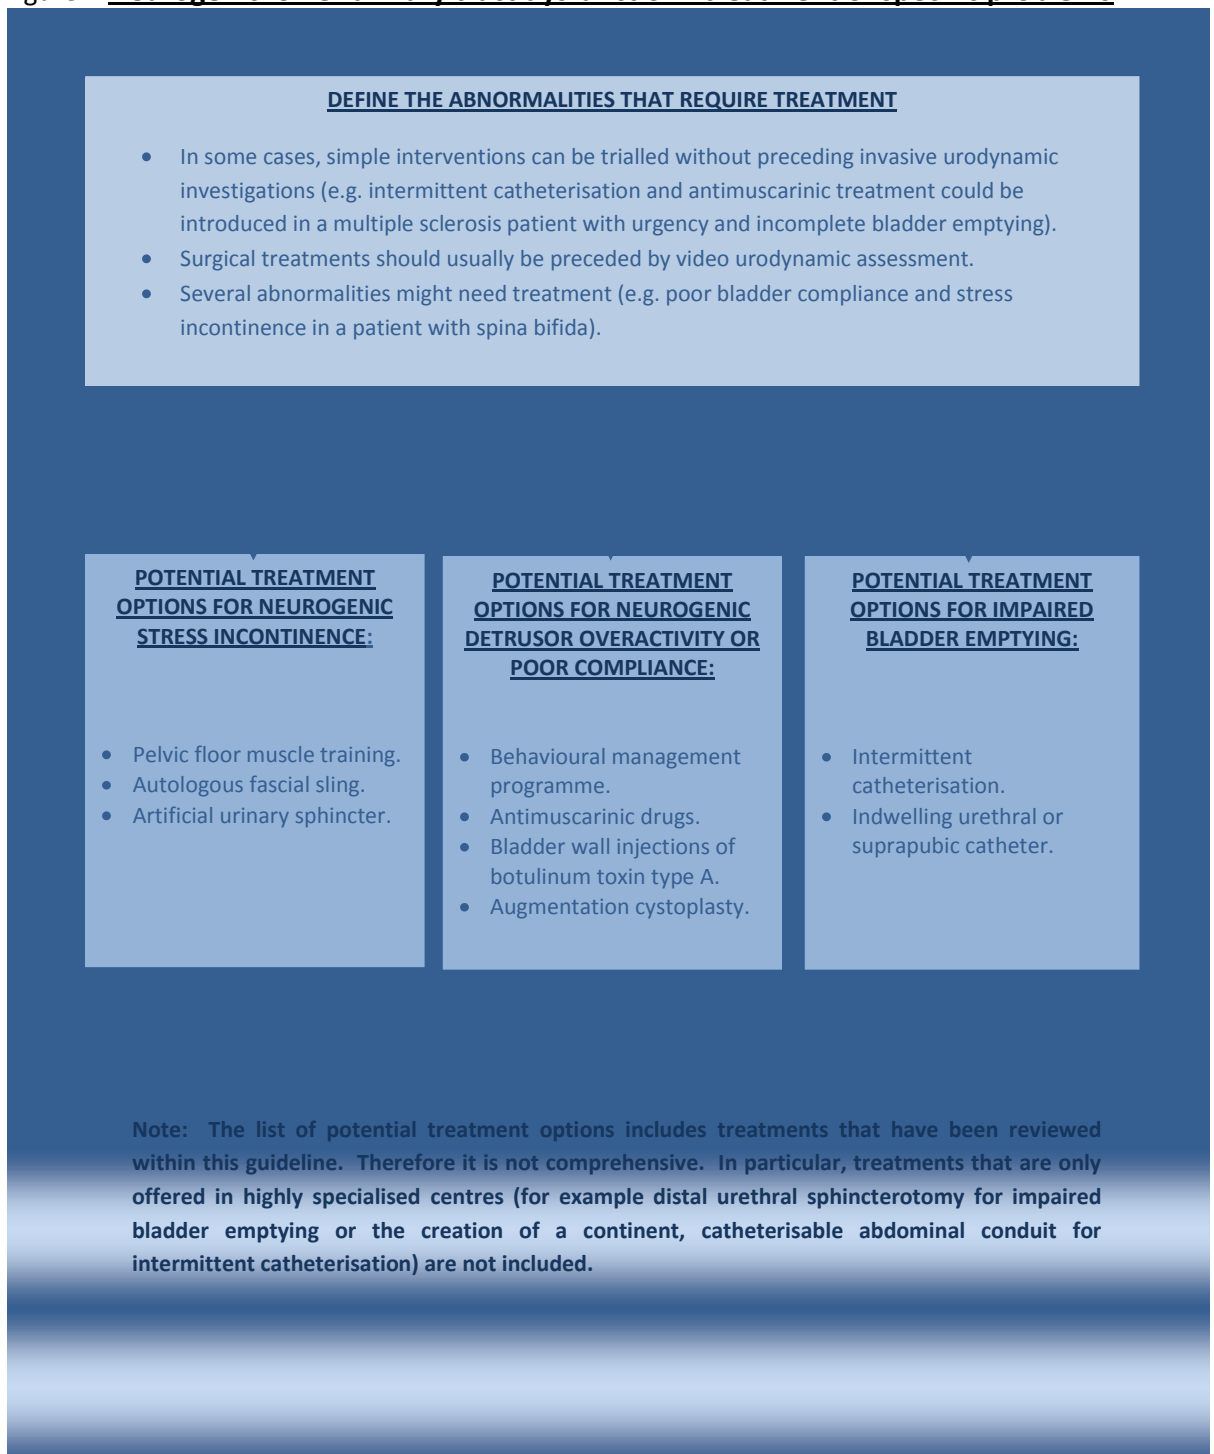 DEFINE THE ABNORMALITIES THAT REQUIRE TREATMENT
• In some cases, simple interventions can be trialled without preceding invasive urodynamic
investigations (e.g. intermittent catheterisation and antimuscarinic treatment could be
introduced in a multiple sclerosis patient with urgency and incomplete bladder emptying).
• Surgical treatments should usually be preceded by video urodynamic assessment.
• Several abnormalities might need treatment (e.g. poor bladder compliance and stress
incontinence in a patient with spina bifida).
POTENTIAL TREATMENT
OPTIONS FOR NEUROGENIC
STRESS INCONTINENCE:
• Pelvic floor muscle training.
• Autologous fascial sling.
• Artificial urinary sphincter.
POTENTIAL TREATMENT
OPTIONS FOR NEUROGENIC
DETRUSOR OVERACTIVITY OR
POOR COMPLIANCE:
• Behavioural management
programme.
• Antimuscarinic drugs.
• Bladder wall injections of
botulinum toxin type A.
• Augmentation cystoplasty.
POTENTIAL TREATMENT
OPTIONS FOR IMPAIRED
BLADDER EMPTYING:
• Intermittent
catheterisation.
• Indwelling urethral or
suprapubic catheter.
Note: The list of potential treatment options includes treatments that have been reviewed
within this guideline. Therefore it is not comprehensive. In particular, treatments that are only
offered in highly specialised centres (for example distal urethral sphincterotomy for impaired
bladder emptying or the creation of a continent, catheterisable abdominal conduit for
intermittent catheterisation) are not included.